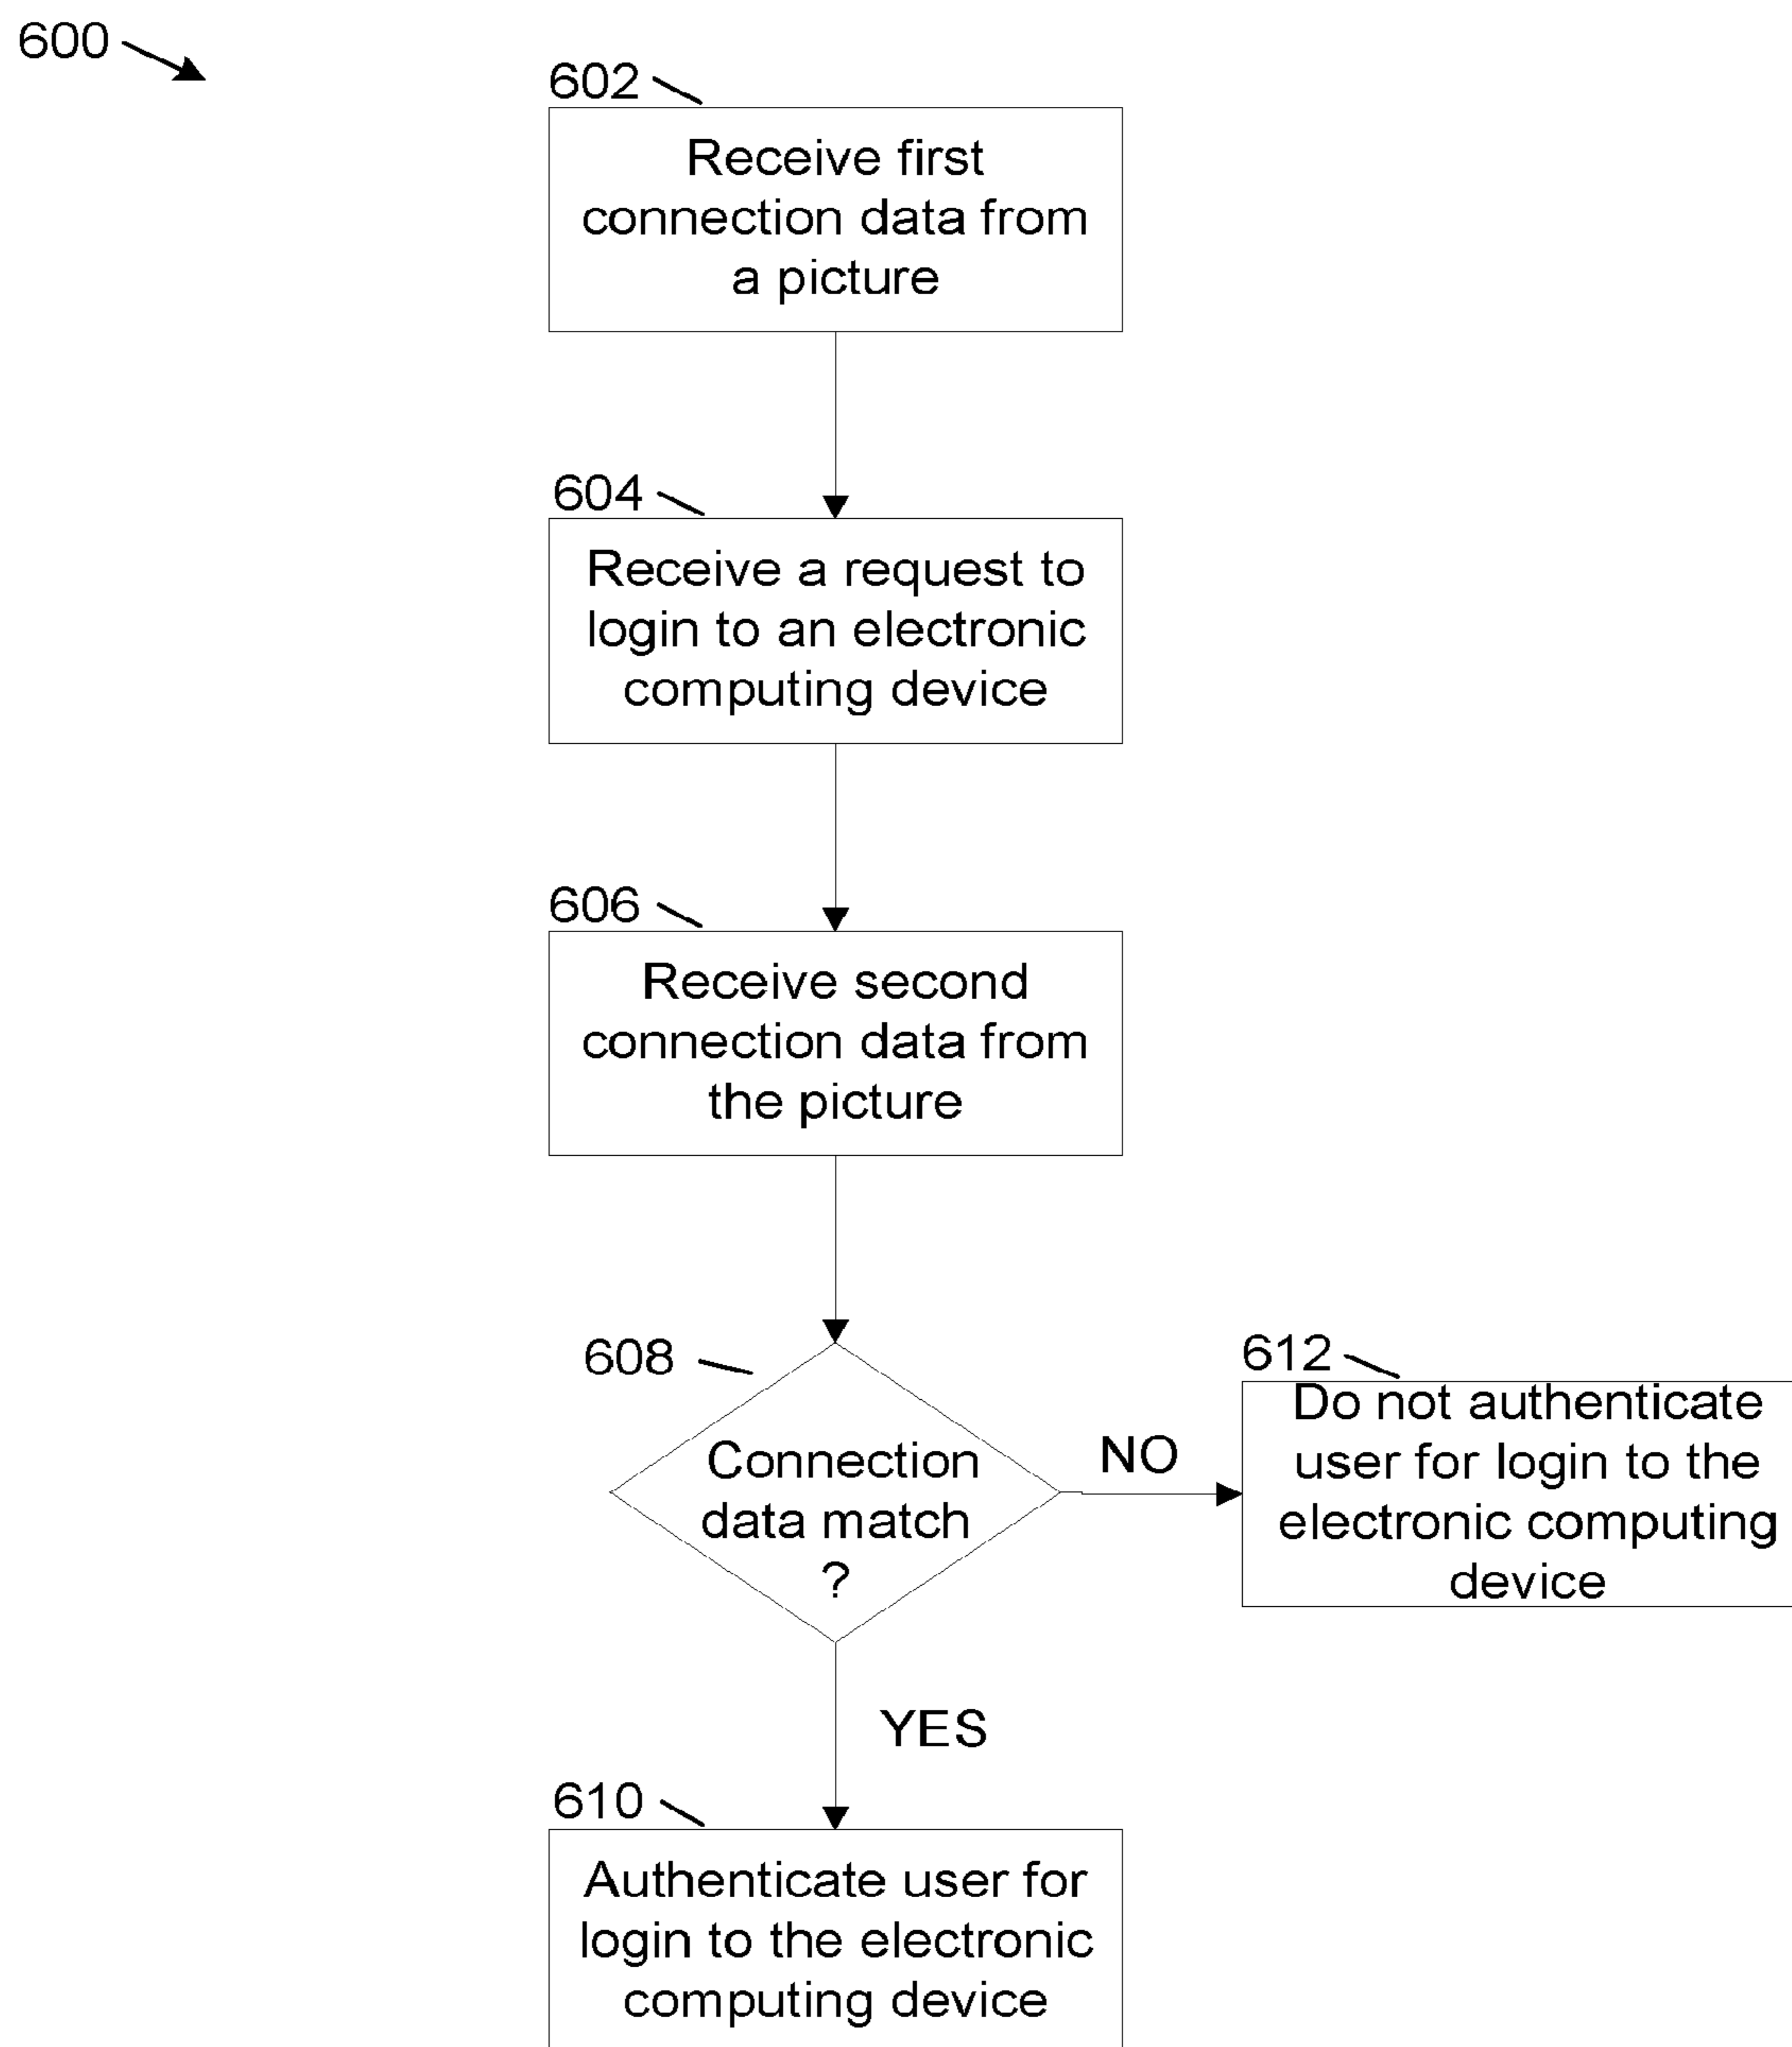 600
602
Receive first
connection data from
a picture
604
Receive a request to
login to an electronic
computing device
606
Receive second
connection data from
the picture
608
Connection
data match
?
NO
612
Do not authenticate
user for login to the
electronic computing
device
YES
610
Authenticate user for
login to the electronic
computing device